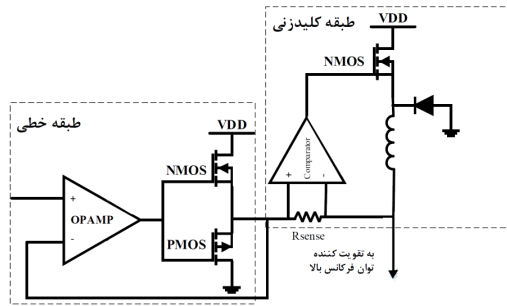 طبقه کلیدزنی
VDD
NMOS
طبقه خطی
VDD
NMOS
Comparator
+ -
+
OPAMP
-
PMOS
Rsense
به تقویت کننده
توان فرکانس بالا